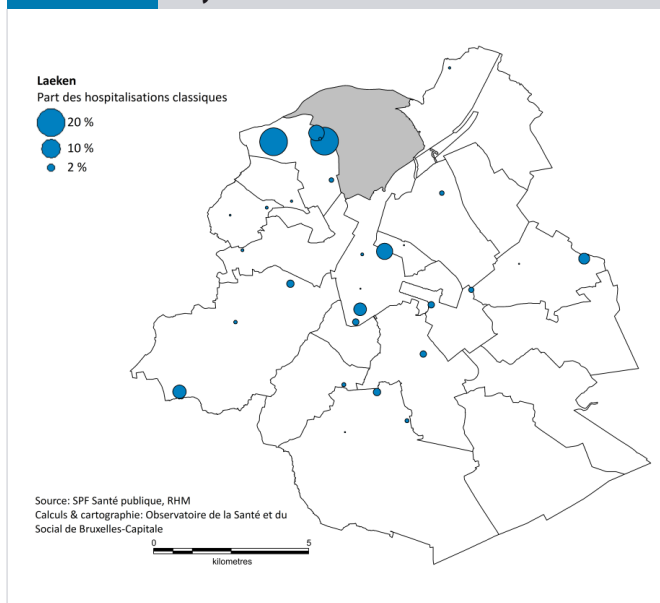 Laeken
Part des hospitalisations classiques
20 %
10 %
2 %
Source: SPF Santé publique, RHM
Calculs & cartographie: Observatoire de la Santé et du
Social de Bruxelles-Capitale
0 5
kilometres